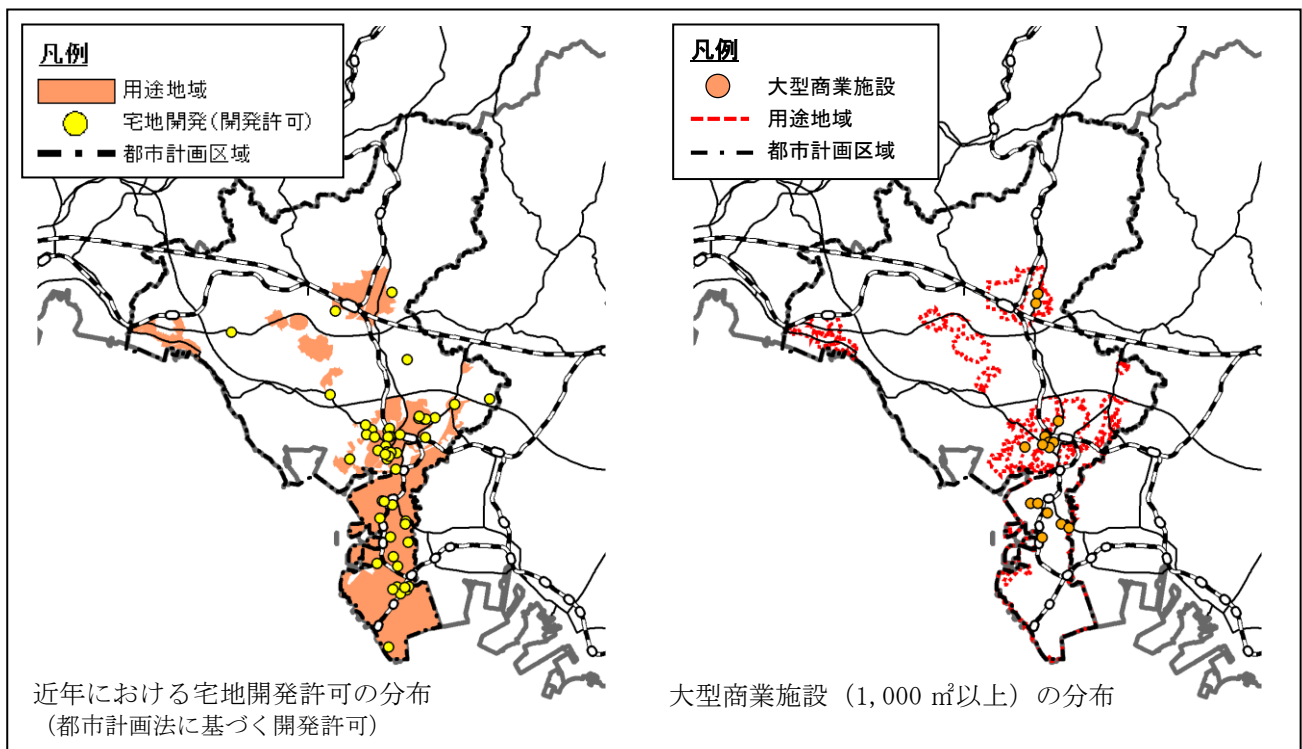 凡例
用途地域
宅地開発(開発許可)
都市計画区域
近年における宅地開発許可の分布
（都市計画法に基づく開発許可）
凡例
大型商業施設
用途地域
都市計画区域
大型商業施設（1,000 ㎡以上）の分布